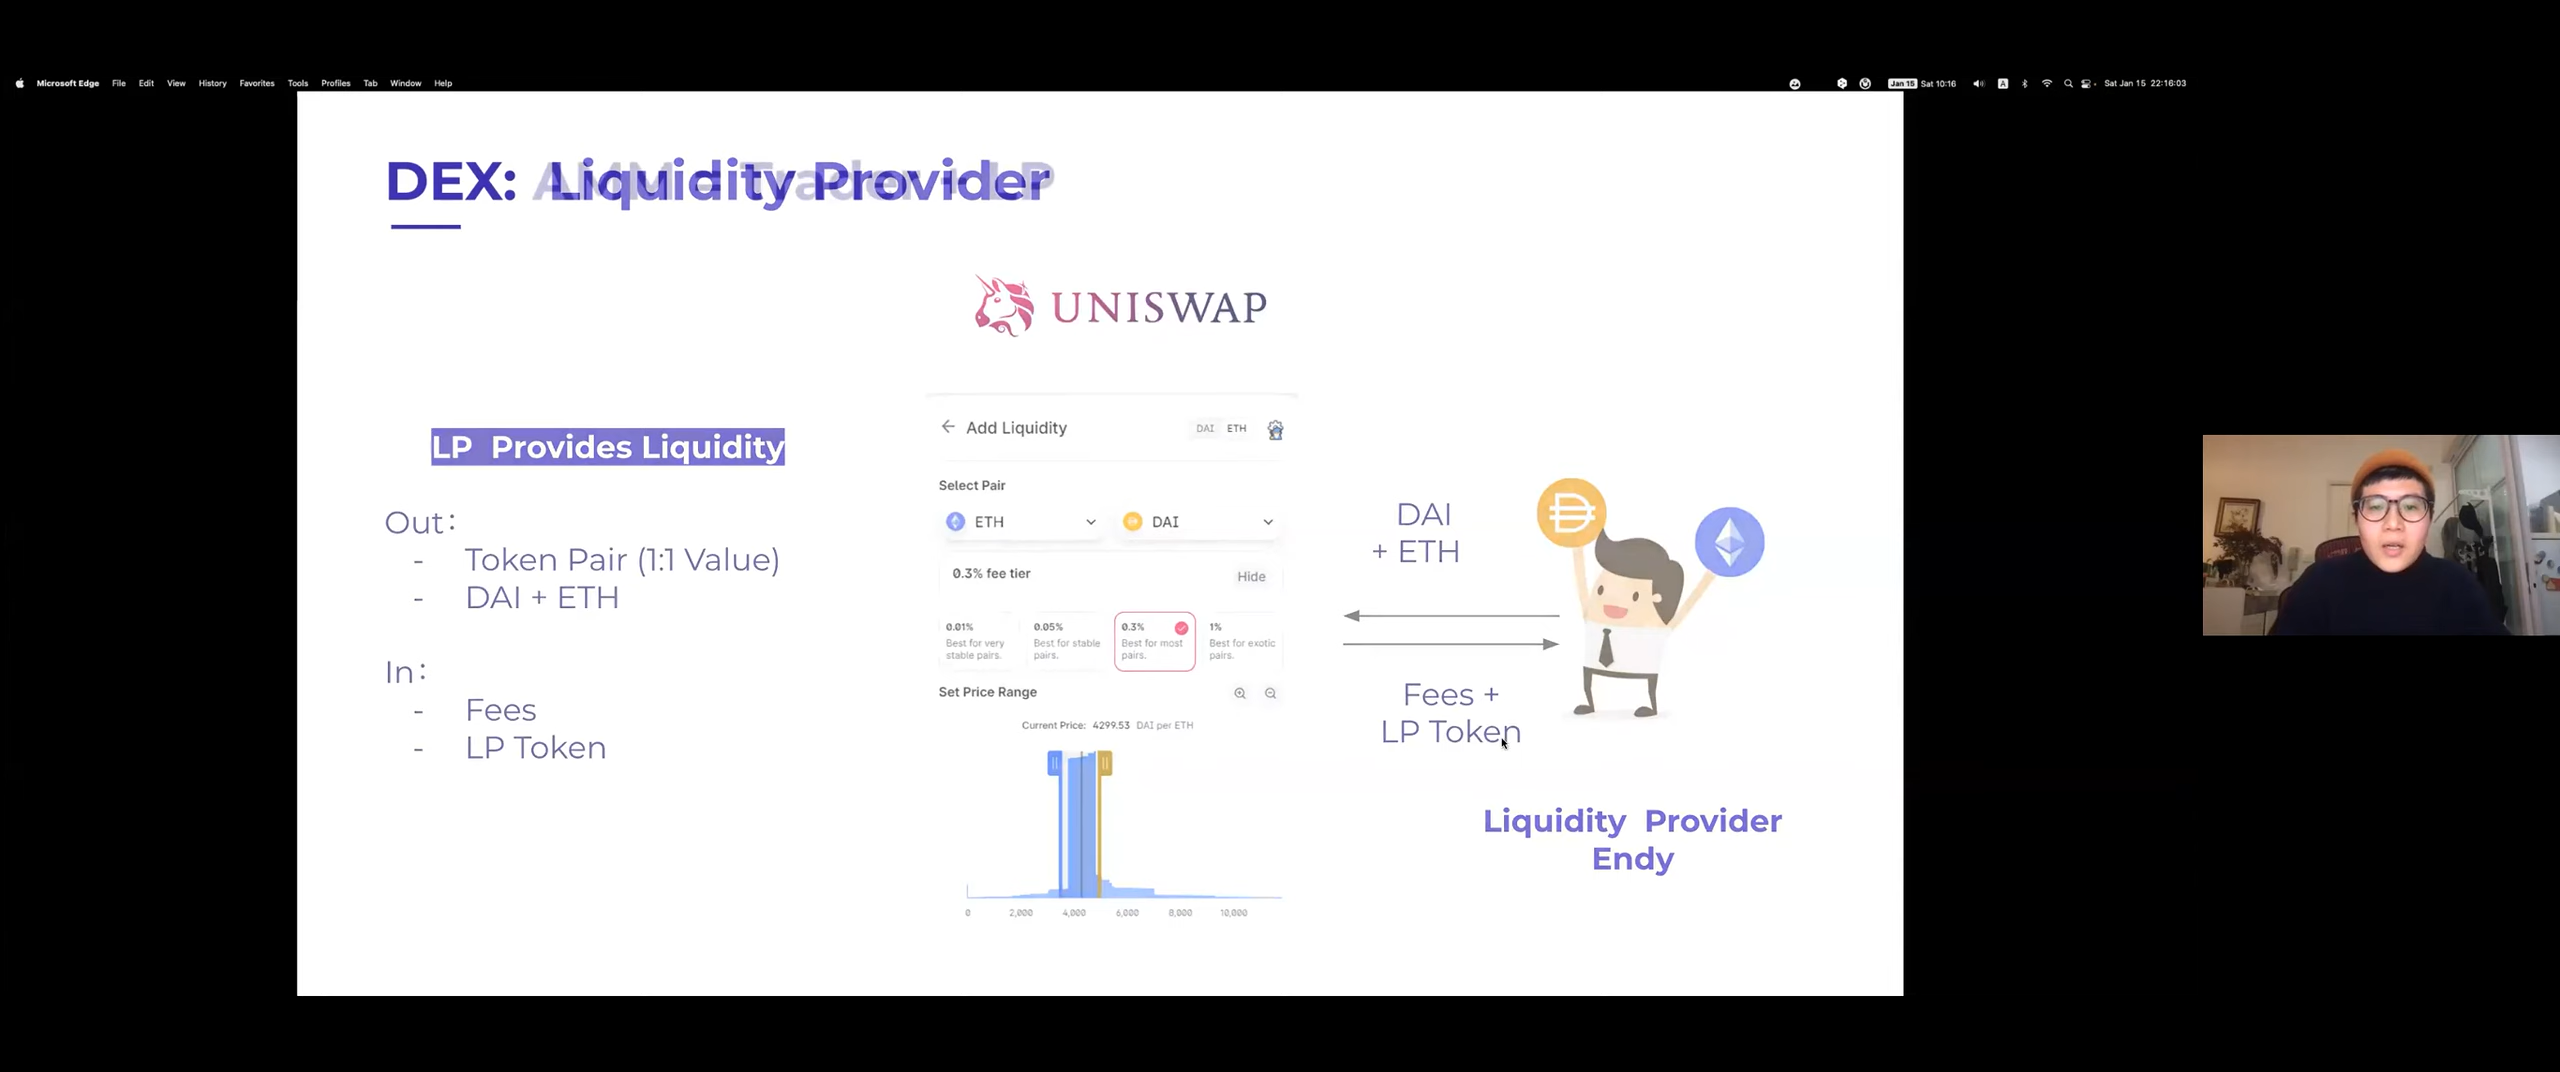 Microsoft Edge File Edit View History Favorites Tools Profiles Tab Window Help
Jan 15 Sat 10:16 A Sat Jan 15 22:16:03
DEX: Liquidity Provider
UNISWAP
LP Provides Liquidity
Out:
- Token Pair (1:1 Value)
- DAI + ETH
In:
- Fees
- LP Token
Add Liquidity DAI ETH
Select Pair
ETH DAI
0.3% fee tier Hide
0.01% 0.05% 0.3% 1%
Best for very Best for stable Best for most Best for exotic
stable pairs. pairs. pairs. pairs.
Set Price Range
Current Price: 4299.53 DAI per ETH
0 2,000 4,000 6,000 8,000 10,000
DAI
+ ETH
Fees +
LP Token
Liquidity Provider
Endy